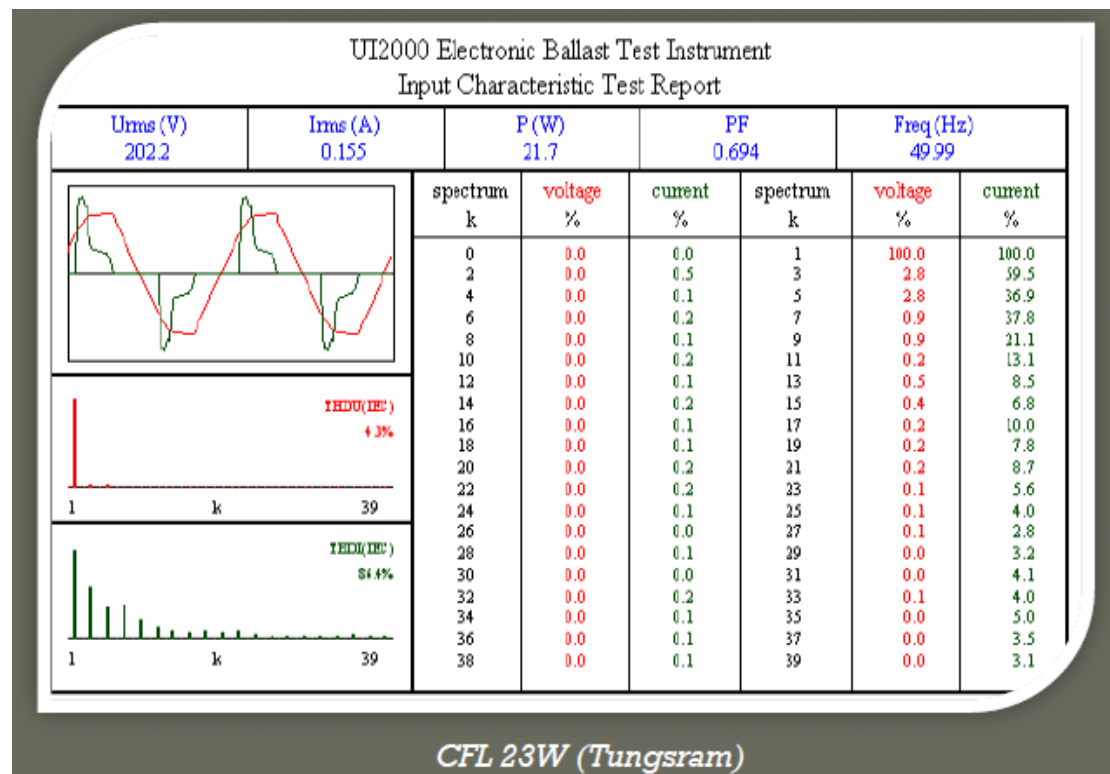 UI2000 Electronic Ballast Test Instrument
Input Characteristic Test Report
Urms (V) Irms (A) P (W) PF Freq (Hz)
202.2 0.155 21.7 0.694 49.99
spectrum voltage current spectrum voltage current
k % % k % %
0 0.0 0.0 1 100.0 100.0
2 0.0 0.5 3 2.8 59.5
4 0.0 0.1 5 2.8 36.9
6 0.0 0.2 7 0.9 37.8
8 0.0 0.1 9 0.9 21.1
10 0.0 0.2 11 0.2 13.1
12 0.0 0.1 13 0.5 8.5
14 0.0 0.2 15 0.4 6.8
16 0.0 0.1 17 0.2 10.0
18 0.0 0.1 19 0.2 7.8
20 0.0 0.2 21 0.2 8.7
22 0.0 0.2 23 0.1 5.6
24 0.0 0.1 25 0.1 4.0
26 0.0 0.0 27 0.1 2.8
28 0.0 0.1 29 0.0 3.2
30 0.0 0.0 31 0.0 4.1
32 0.0 0.2 33 0.1 4.0
34 0.0 0.1 35 0.0 5.0
36 0.0 0.1 37 0.0 3.5
38 0.0 0.1 39 0.0 3.1
THDU(IEC)
4.3%
1 k 39
THDI(IEC)
84.4%
1 k 39
CFL 23W (Tungsram)